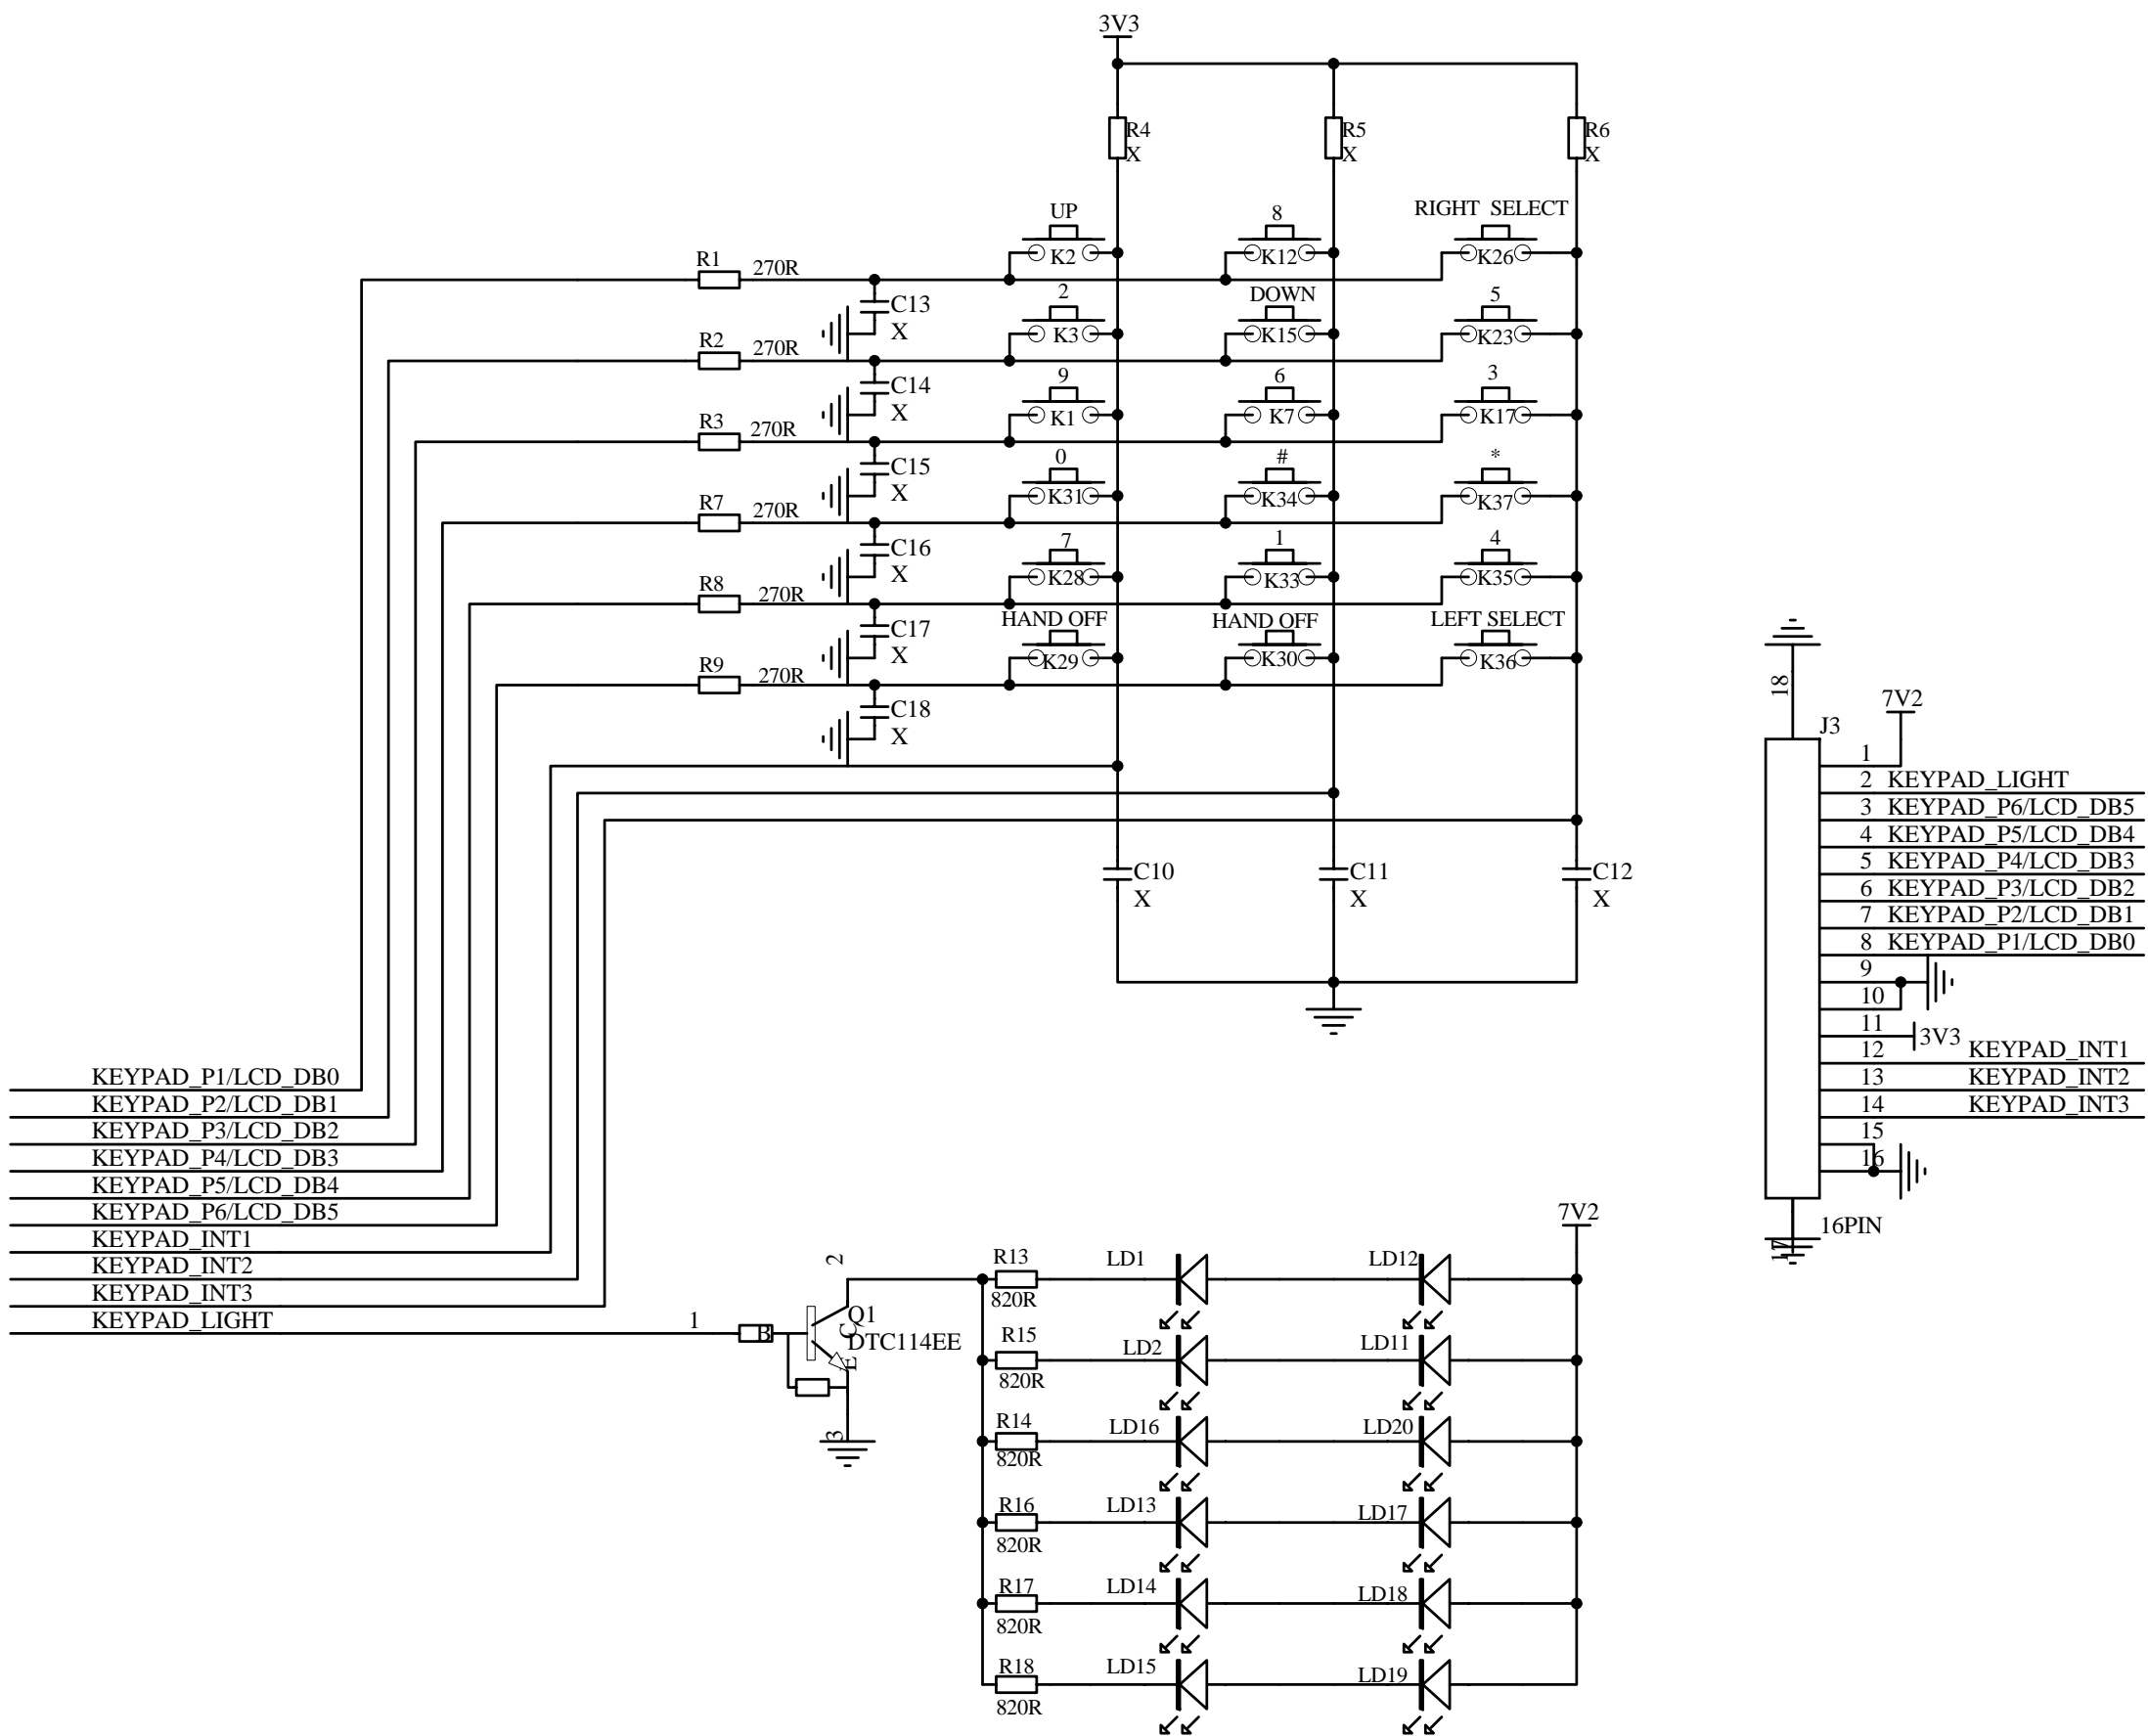 3V3
R4
X
R5
X
R6
X
UP
8
RIGHT SELECT
K2
K12
K26
R1
270R
2
DOWN
5
C13
X
K3
K15
K23
R2
270R
9
6
3
C14
X
K1
K7
K17
R3
270R
0
#
*
C15
X
K31
K34
K37
R7
270R
7
1
4
C16
X
K28
K33
K35
R8
270R
HAND OFF
HAND OFF
LEFT SELECT
C17
X
K29
K30
K36
R9
270R
C18
X
C10
X
C11
X
C12
X
18
7V2
J3
1
2 KEYPAD_LIGHT
3 KEYPAD_P6/LCD_DB5
4 KEYPAD_P5/LCD_DB4
5 KEYPAD_P4/LCD_DB3
6 KEYPAD_P3/LCD_DB2
7 KEYPAD_P2/LCD_DB1
8 KEYPAD_P1/LCD_DB0
9
10
11 3V3
12 KEYPAD_INT1
13 KEYPAD_INT2
14 KEYPAD_INT3
15
16
16PIN
17
KEYPAD_P1/LCD_DB0
KEYPAD_P2/LCD_DB1
KEYPAD_P3/LCD_DB2
KEYPAD_P4/LCD_DB3
KEYPAD_P5/LCD_DB4
KEYPAD_P6/LCD_DB5
KEYPAD_INT1
KEYPAD_INT2
KEYPAD_INT3
KEYPAD_LIGHT
1
B
2
C
Q1
DTC114EE
E
3
7V2
R13
820R
LD1
LD12
R15
820R
LD2
LD11
R14
820R
LD16
LD20
R16
820R
LD13
LD17
R17
820R
LD14
LD18
R18
820R
LD15
LD19